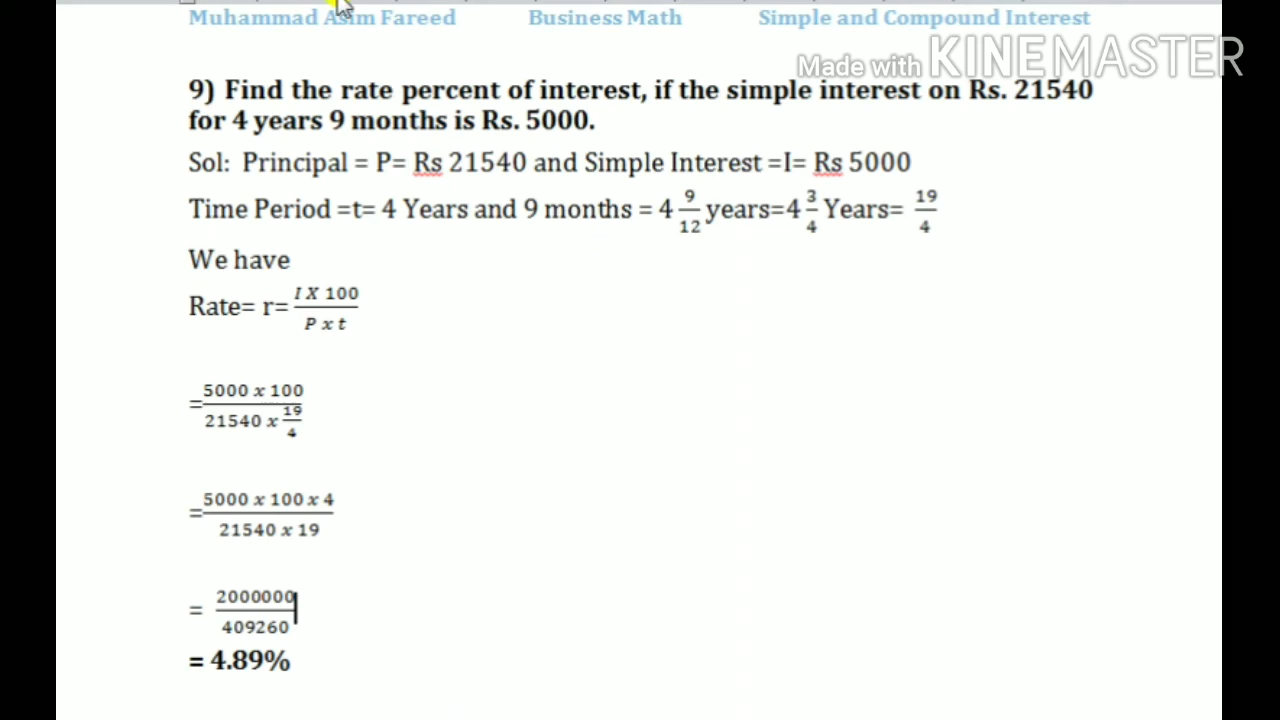 Muhammad Asim Fareed Business Math Simple and Compound Interest
Made with KINEMASTER
9) Find the rate percent of interest, if the simple interest on Rs. 21540
for 4 years 9 months is Rs. 5000.
Sol: Principal = P= Rs 21540 and Simple Interest =I= Rs 5000
Time Period =t= 4 Years and 9 months = 4 9/12 years=4 3/4 Years= 19/4
We have
Rate= r= I X 100 / P x t
= 5000 x 100 / 21540 x 19/4
= 5000 x 100 x 4 / 21540 x 19
= 2000000 / 409260
= 4.89%